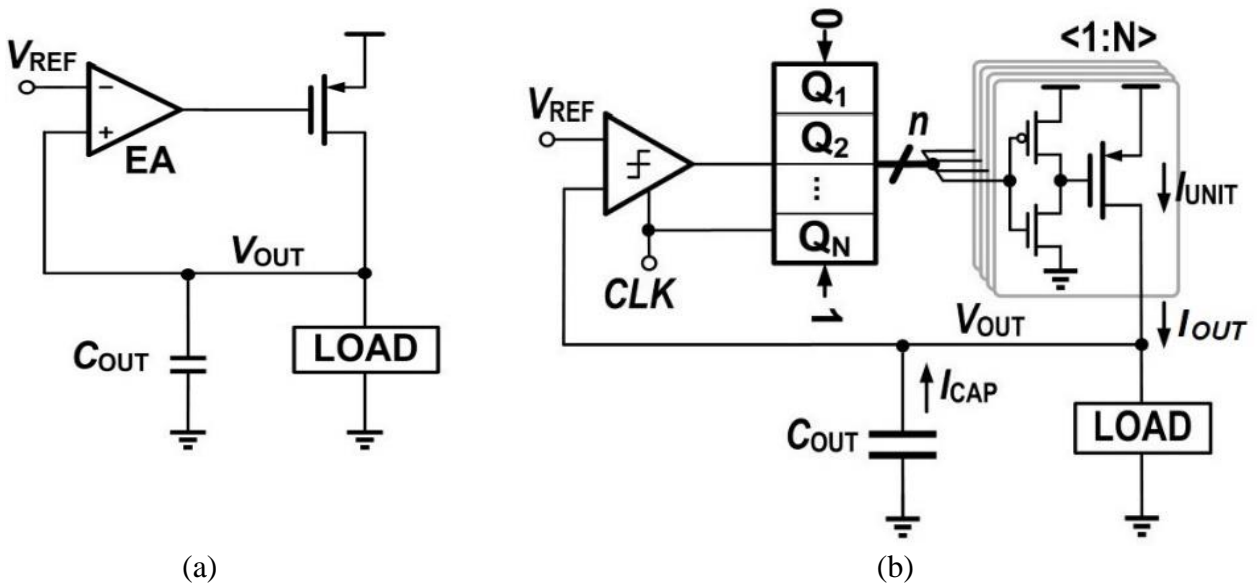 VREF
−
+
EA
VOUT
COUT
LOAD
(a)
<1:N>
0
VREF
Q1
Q2
...
QN
n
CLK
1
IUNIT
VOUT
IOUT
ICAP
COUT
LOAD
(b)